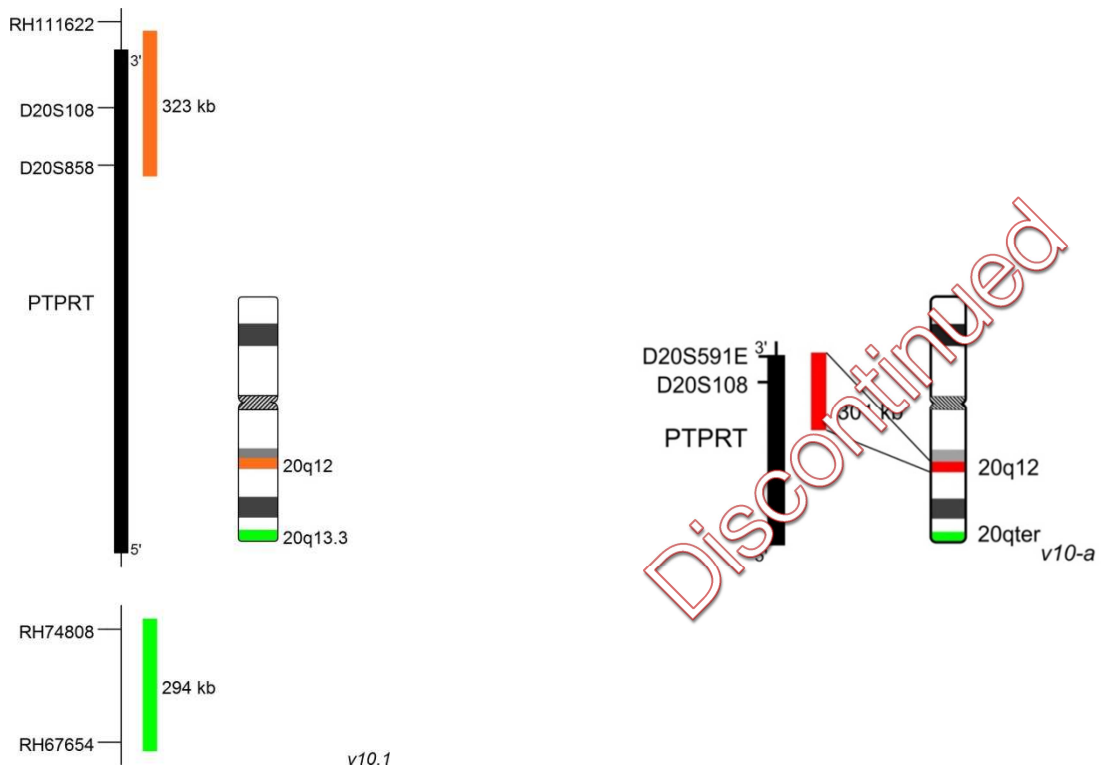 RH111622
3'
D20S108
323 kb
D20S858
PTPRT
20q12
20q13.3
5'
RH74808
294 kb
RH67654
v10.1
D20S591E
3'
D20S108
PTPRT
kb
20q12
20qter
v10-a
Discontinued